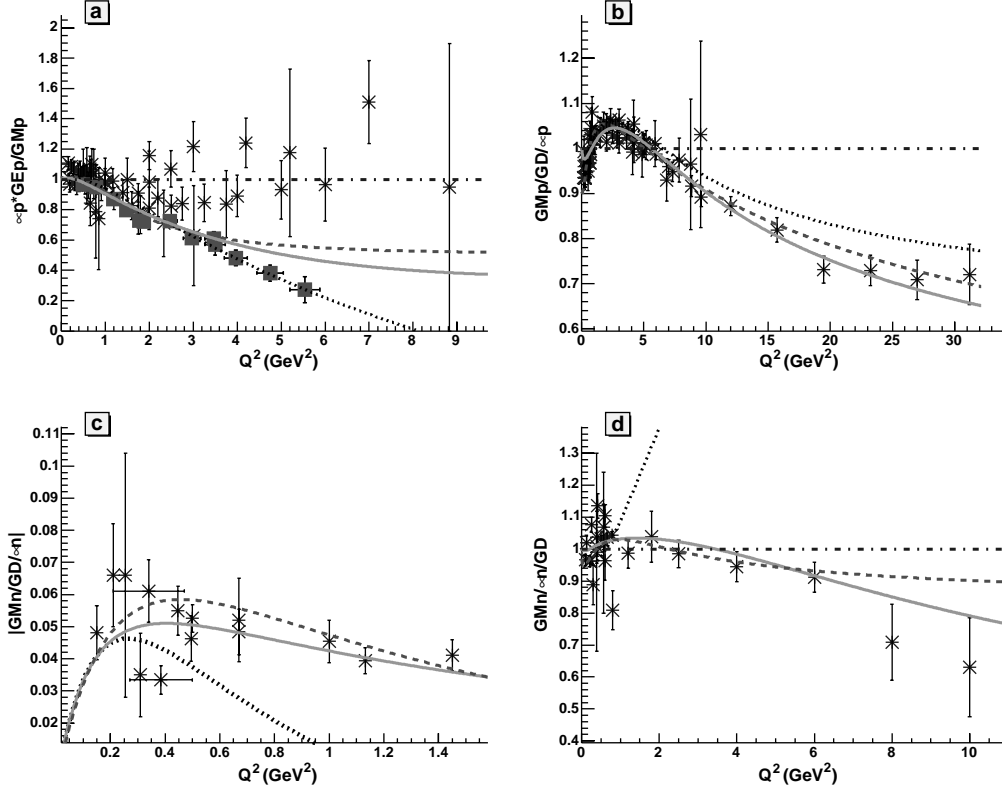 a
2
1.8
1.6
1.4
1.2
1
0.8
0.6
0.4
0.2
0
∝p*GEp/GMp
0 1 2 3 4 5 6 7 8 9
Q² (GeV²)
b
1.2
1.1
1
0.9
0.8
0.7
0.6
GMp/GD/∝p
0 5 10 15 20 25 30
Q² (GeV²)
c
0.11
0.1
0.09
0.08
0.07
0.06
0.05
0.04
0.03
0.02
|GMn/GD/∝n|
0.2 0.4 0.6 0.8 1 1.2 1.4
Q² (GeV²)
d
1.3
1.2
1.1
1
0.9
0.8
0.7
0.6
0.5
0.4
GMn/∝n/GD
0 2 4 6 8 10
Q² (GeV²)